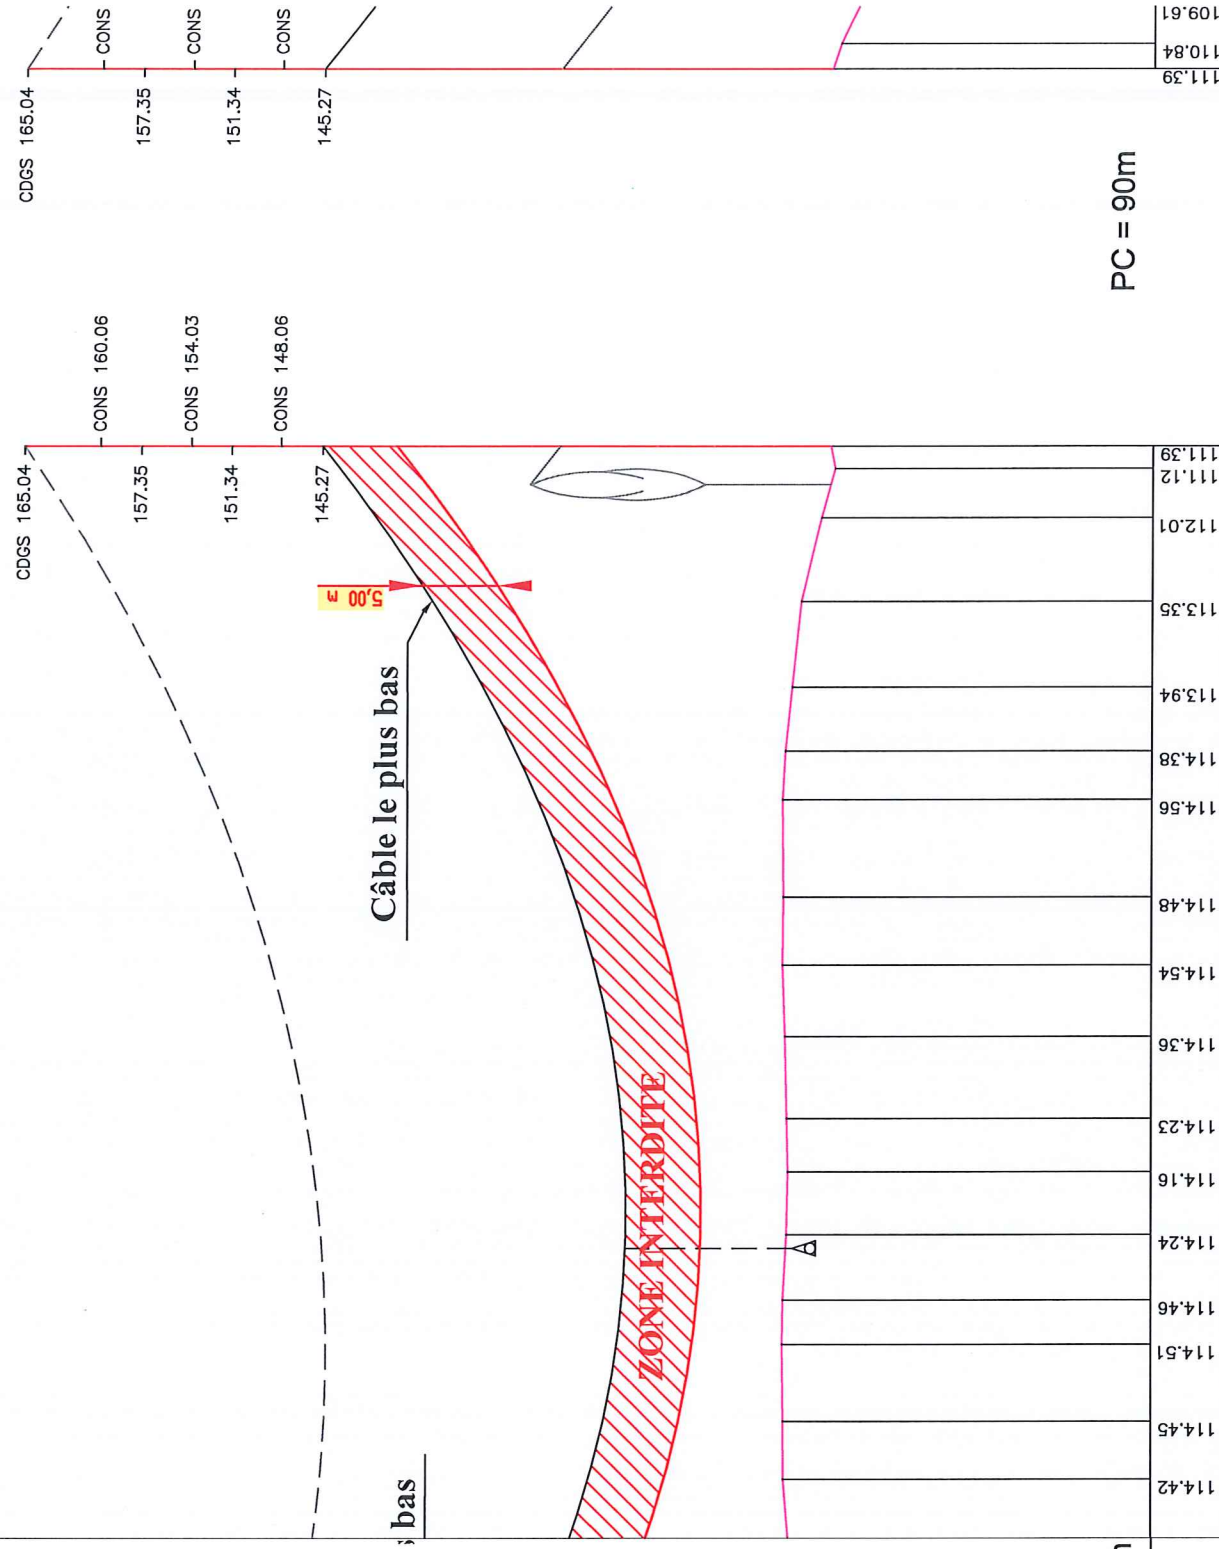 CDGS 165.04
CONS
157.35
CONS
151.34
CONS
145.27
109.61
110.84
111.39
PC = 90m
CDGS 165.04
CONS 160.06
157.35
CONS 154.03
151.34
CONS 148.06
145.27
5,00 m
Câble le plus bas
ZONE INTERDITE
bas
111.39
111.12
112.01
113.35
113.94
114.38
114.56
114.48
114.54
114.36
114.23
114.16
114.24
114.46
114.51
114.45
114.42